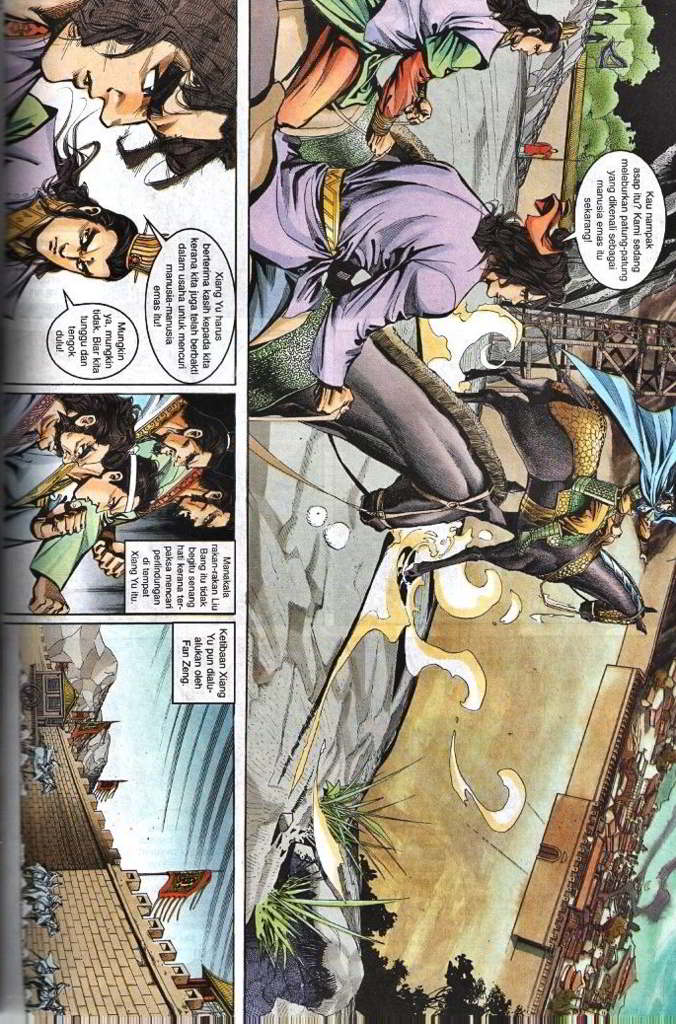 Kau nampak
asap itu? Kami sedang
meleburkan patung-patung
yang dikenali sebagai
manusia emas itu
sekarang!
Xiang Yu harus
berterima kasih kepada kita
kerana kita juga telah berbakti
dalam usaha untuk mencuri
manusia-manusia
emas itu!
Mungkin
ya, mungkin
tidak. Biar kita
tunggu dan
tengok
dulu!
Manakala
rakan-rakan Liu
Bang itu tidak
begitu senang
hati kerana ter-
paksa mencari
perlindungan
di tempat
Xiang Yu itu.
Ketibaan Xiang
Yu pun dialu-
alukan oleh
Fan Zeng.